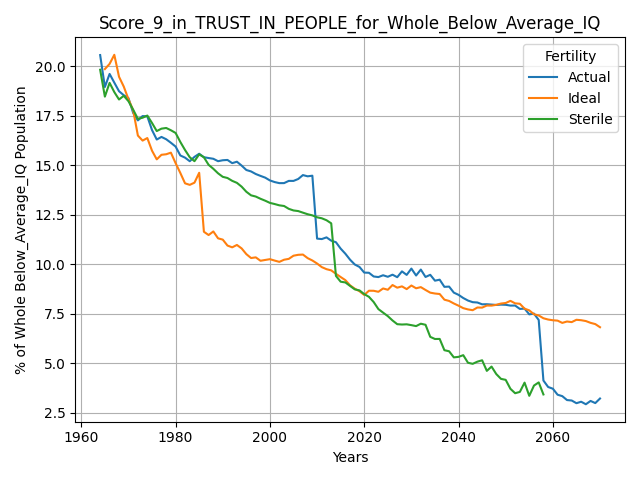 Score_9_in_TRUST_IN_PEOPLE_for_Whole_Below_Average_IQ
% of Whole Below_Average_IQ Population
20.0
17.5
15.0
12.5
10.0
7.5
5.0
2.5
Fertility
Actual
Ideal
Sterile
1960
1980
2000
2020
2040
2060
Years